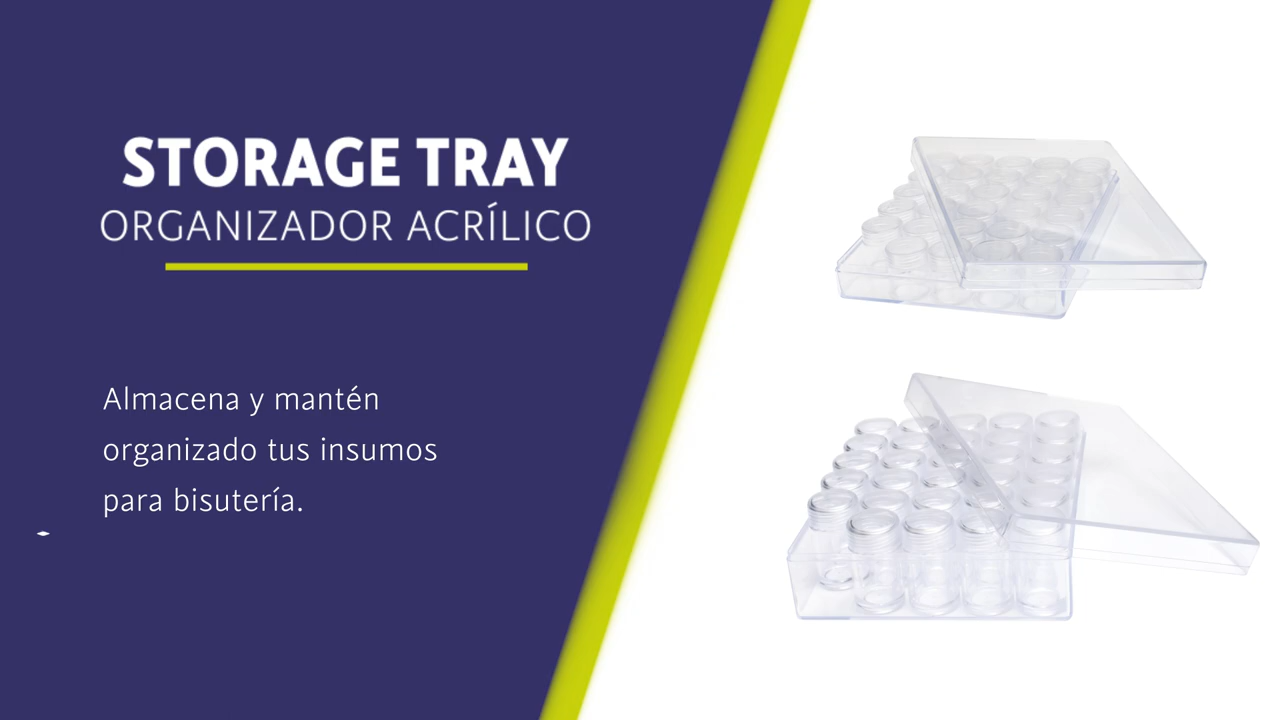 STORAGE TRAY
ORGANIZADOR ACRÍLICO
Almacena y mantén
organizado tus insumos
para bisutería.